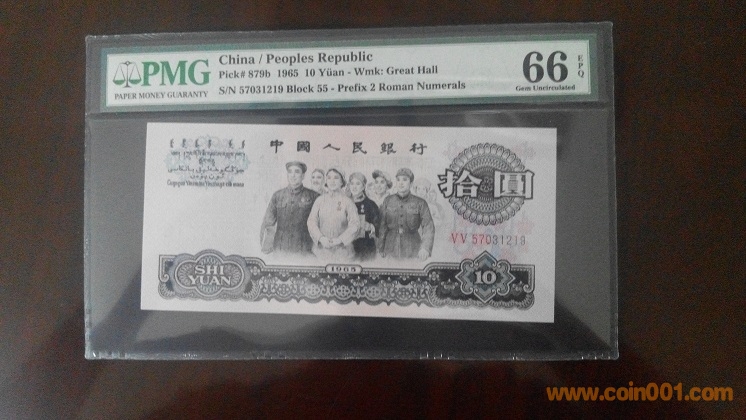 PMG
PAPER MONEY GUARANTY
China / Peoples Republic
Pick# 879b 1965 10 Yüan - Wmk: Great Hall
S/N 57031219 Block 55 - Prefix 2 Roman Numerals
66 EPQ
Gem Uncirculated
中國人民銀行
拾圓
VV 57031219
1965
SHI
YUAN
10
www.coin001.com